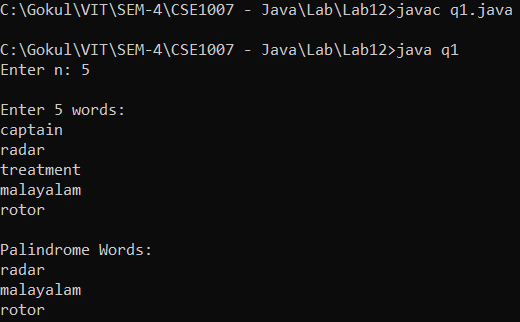 C:\Gokul\VIT\SEM-4\CSE1007 - Java\Lab\Lab12>javac q1.java
C:\Gokul\VIT\SEM-4\CSE1007 - Java\Lab\Lab12>java q1
Enter n: 5
Enter 5 words:
captain
radar
treatment
malayalam
rotor
Palindrome Words:
radar
malayalam
rotor